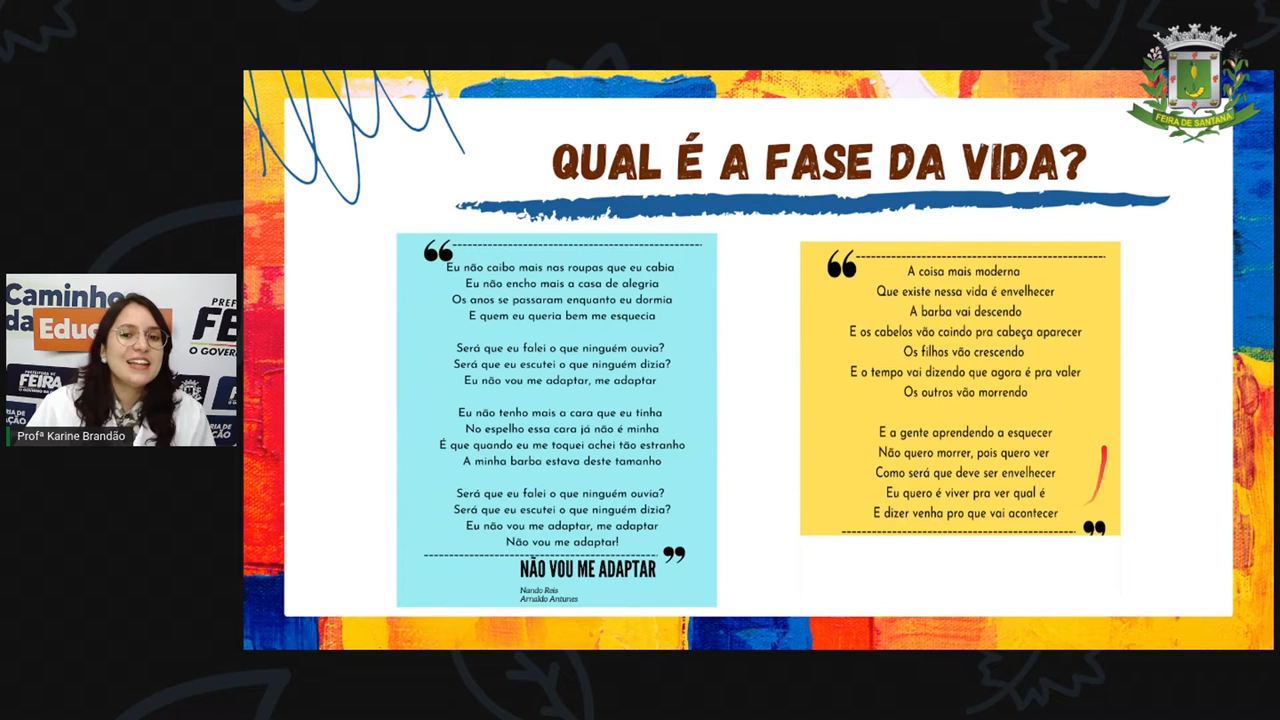 FEIRA DE SANTANA
QUAL É A FASE DA VIDA?
“
Eu não caibo mais nas roupas que eu cabia
Eu não encho mais a casa de alegria
Os anos se passaram enquanto eu dormia
E quem eu queria bem me esquecia
Será que eu falei o que ninguém ouvia?
Será que eu escutei o que ninguém dizia?
Eu não vou me adaptar, me adaptar
Eu não tenho mais a cara que eu tinha
No espelho essa cara já não é minha
É que quando eu me toquei achei tão estranho
A minha barba estava deste tamanho
Será que eu falei o que ninguém ouvia?
Será que eu escutei o que ninguém dizia?
Eu não vou me adaptar, me adaptar
Não vou me adaptar!
”
NÃO VOU ME ADAPTAR
Nando Reis
Arnaldo Antunes
“
A coisa mais moderna
Que existe nessa vida é envelhecer
A barba vai descendo
E os cabelos vão caindo pra cabeça aparecer
Os filhos vão crescendo
E o tempo vai dizendo que agora é pra valer
Os outros vão morrendo
E a gente aprendendo a esquecer
Não quero morrer, pois quero ver
Como será que deve ser envelhecer
Eu quero é viver pra ver qual é
E dizer venha pro que vai acontecer
”
Caminhos
da Educ
PREF
FE
O GOVER
PREFEITURA DE
FEIRA
Profª Karine Brandão